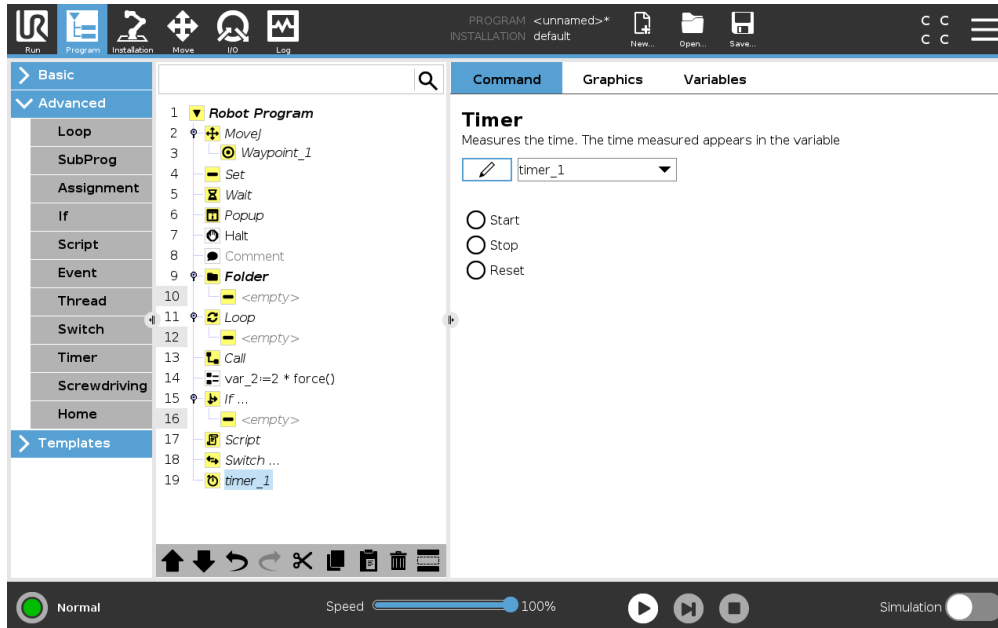 PROGRAM <unnamed>*
INSTALLATION default
C C
C C
Run Program Installation Move I/O Log New... Open... Save...
Basic
Advanced
Loop
SubProg
Assignment
If
Script
Event
Thread
Switch
Timer
Screwdriving
Home
Templates
1 Robot Program
2 MoveJ
3 Waypoint_1
4 Set
5 Wait
6 Popup
7 Halt
8 Comment
9 Folder
10 <empty>
11 Loop
12 <empty>
13 Call
14 var_2:=2 * force()
15 If ...
16 <empty>
17 Script
18 Switch ...
19 timer_1
Command Graphics Variables
Timer
Measures the time. The time measured appears in the variable
timer_1
Start
Stop
Reset
Normal Speed 100% Simulation